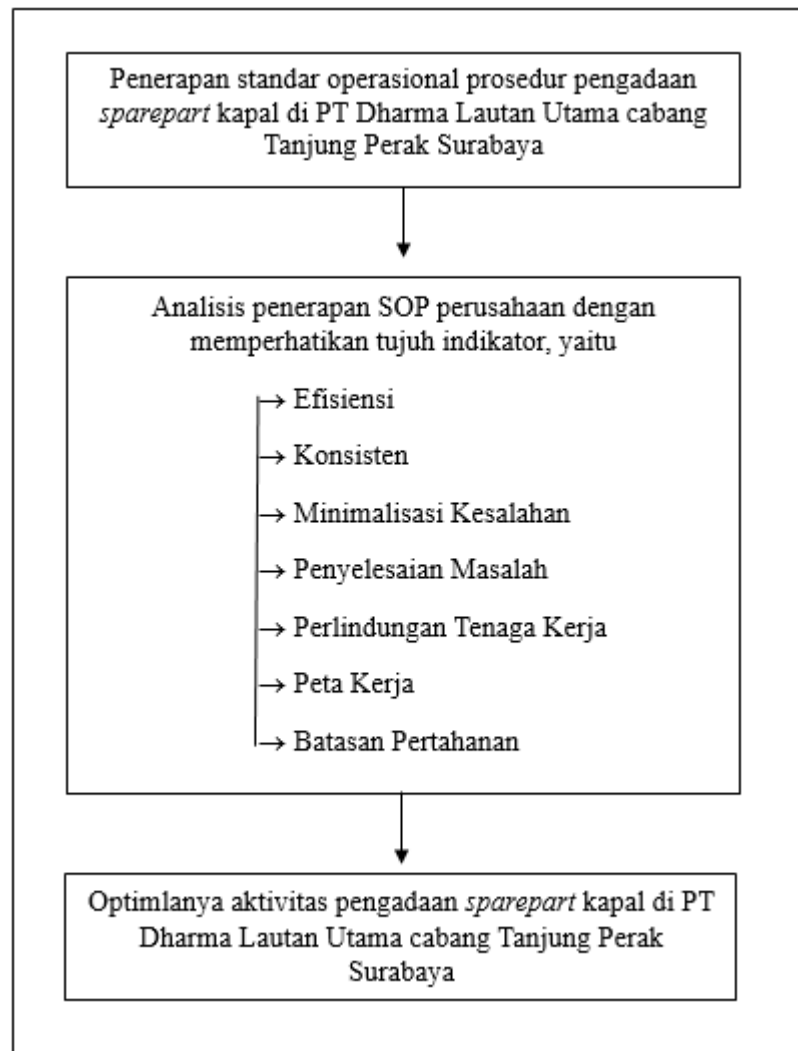 Penerapan standar operasional prosedur pengadaan
sparepart kapal di PT Dharma Lautan Utama cabang
Tanjung Perak Surabaya
Analisis penerapan SOP perusahaan dengan
memperhatikan tujuh indikator, yaitu
→ Efisiensi
→ Konsisten
→ Minimalisasi Kesalahan
→ Penyelesaian Masalah
→ Perlindungan Tenaga Kerja
→ Peta Kerja
→ Batasan Pertahanan
Optimlanya aktivitas pengadaan sparepart kapal di PT
Dharma Lautan Utama cabang Tanjung Perak
Surabaya